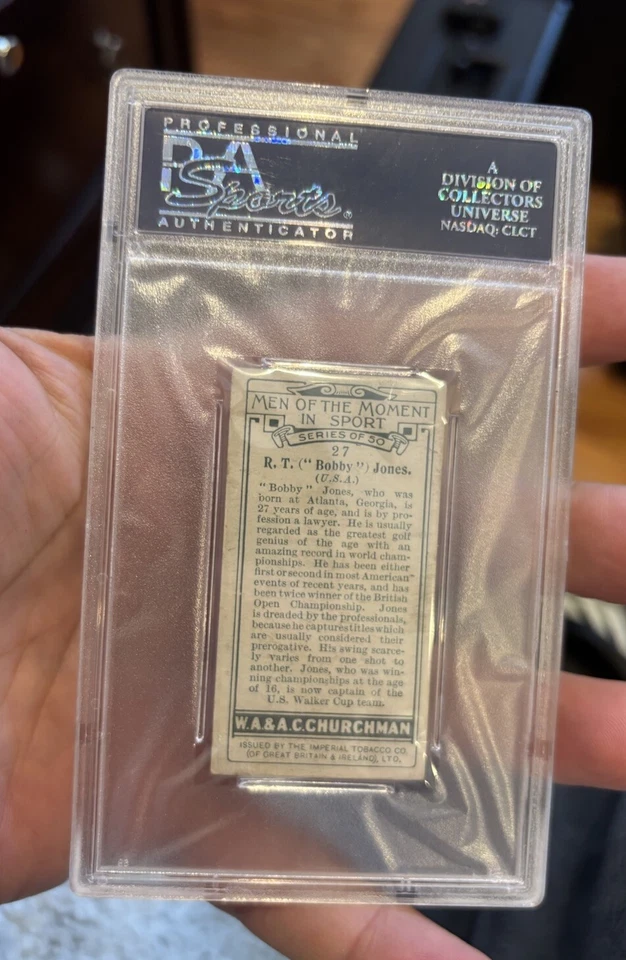 PROFESSIONAL
PSA
Sports®
AUTHENTICATOR
A
DIVISION OF
COLLECTORS
UNIVERSE
NASDAQ: CLCT
MEN OF THE MOMENT
IN SPORT
SERIES OF 50
27
R. T. (“Bobby”) Jones.
(U.S.A.)
“Bobby” Jones, who was
born at Atlanta, Georgia, is
27 years of age, and is by pro-
fession a lawyer. He is usually
regarded as the greatest golf
genius of the age with an
amazing record in world cham-
pionships. He has been either
first or second in most American
events of recent years, and has
been twice winner of the British
Open Championship. Jones
is dreaded by the professionals,
because he captures titles which
are usually considered their
prerogative. His swing scarce-
ly varies from one shot to
another. Jones, who was win-
ning championships at the age
of 16, is now captain of the
U.S. Walker Cup team.
W.A.& A.C.CHURCHMAN
ISSUED BY THE IMPERIAL TOBACCO CO.
(OF GREAT BRITAIN & IRELAND), LTD.